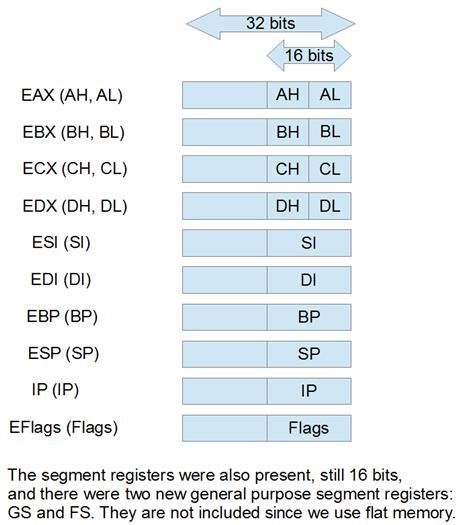 32 bits
16 bits
EAX (AH, AL) AH AL
EBX (BH, BL) BH BL
ECX (CH, CL) CH CL
EDX (DH, DL) DH DL
ESI (SI) SI
EDI (DI) DI
EBP (BP) BP
ESP (SP) SP
IP (IP) IP
EFlags (Flags) Flags
The segment registers were also present, still 16 bits,
and there were two new general purpose segment registers:
GS and FS. They are not included since we use flat memory.